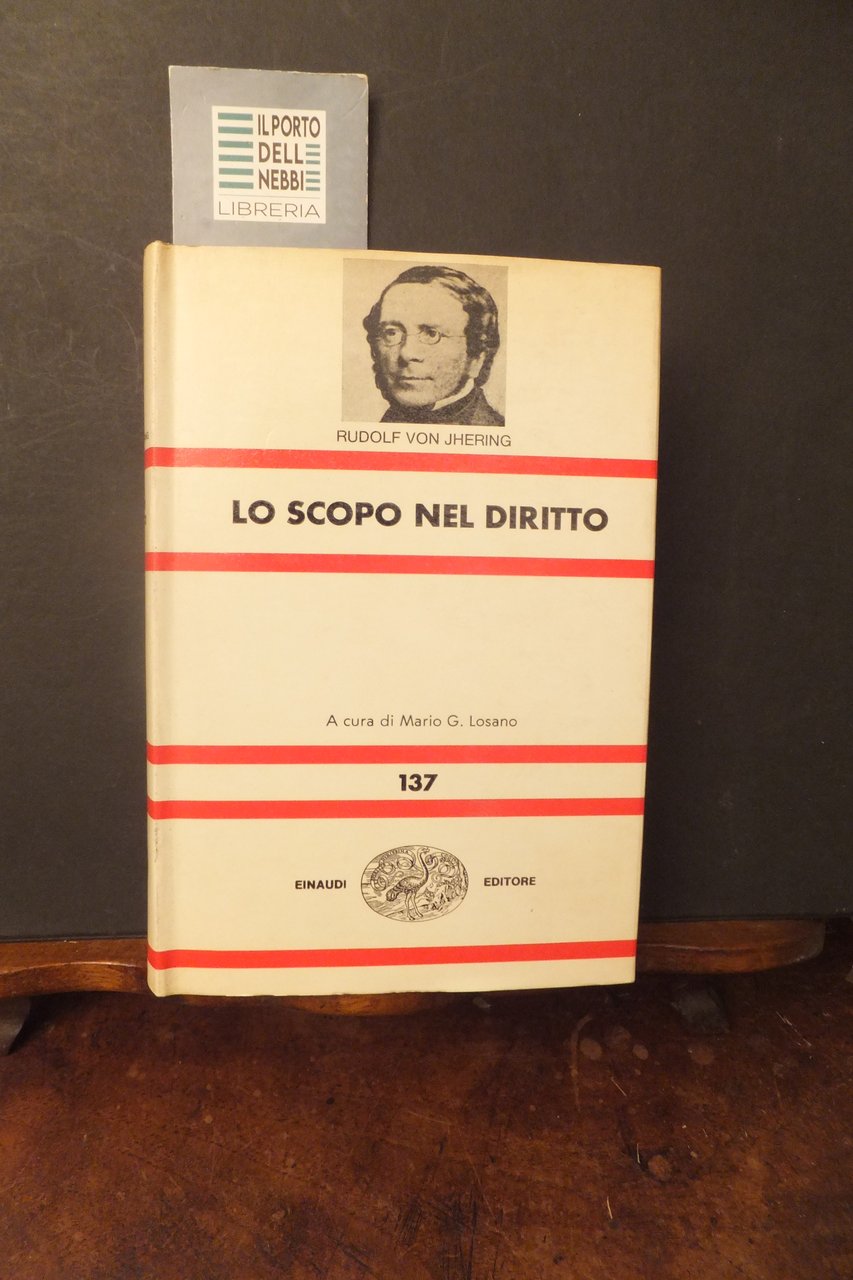 IL PORTO
DELL
NEBBI
LIBRERIA
RUDOLF VON JHERING
LO SCOPO NEL DIRITTO
A cura di Mario G. Losano
137
EINAUDI EDITORE